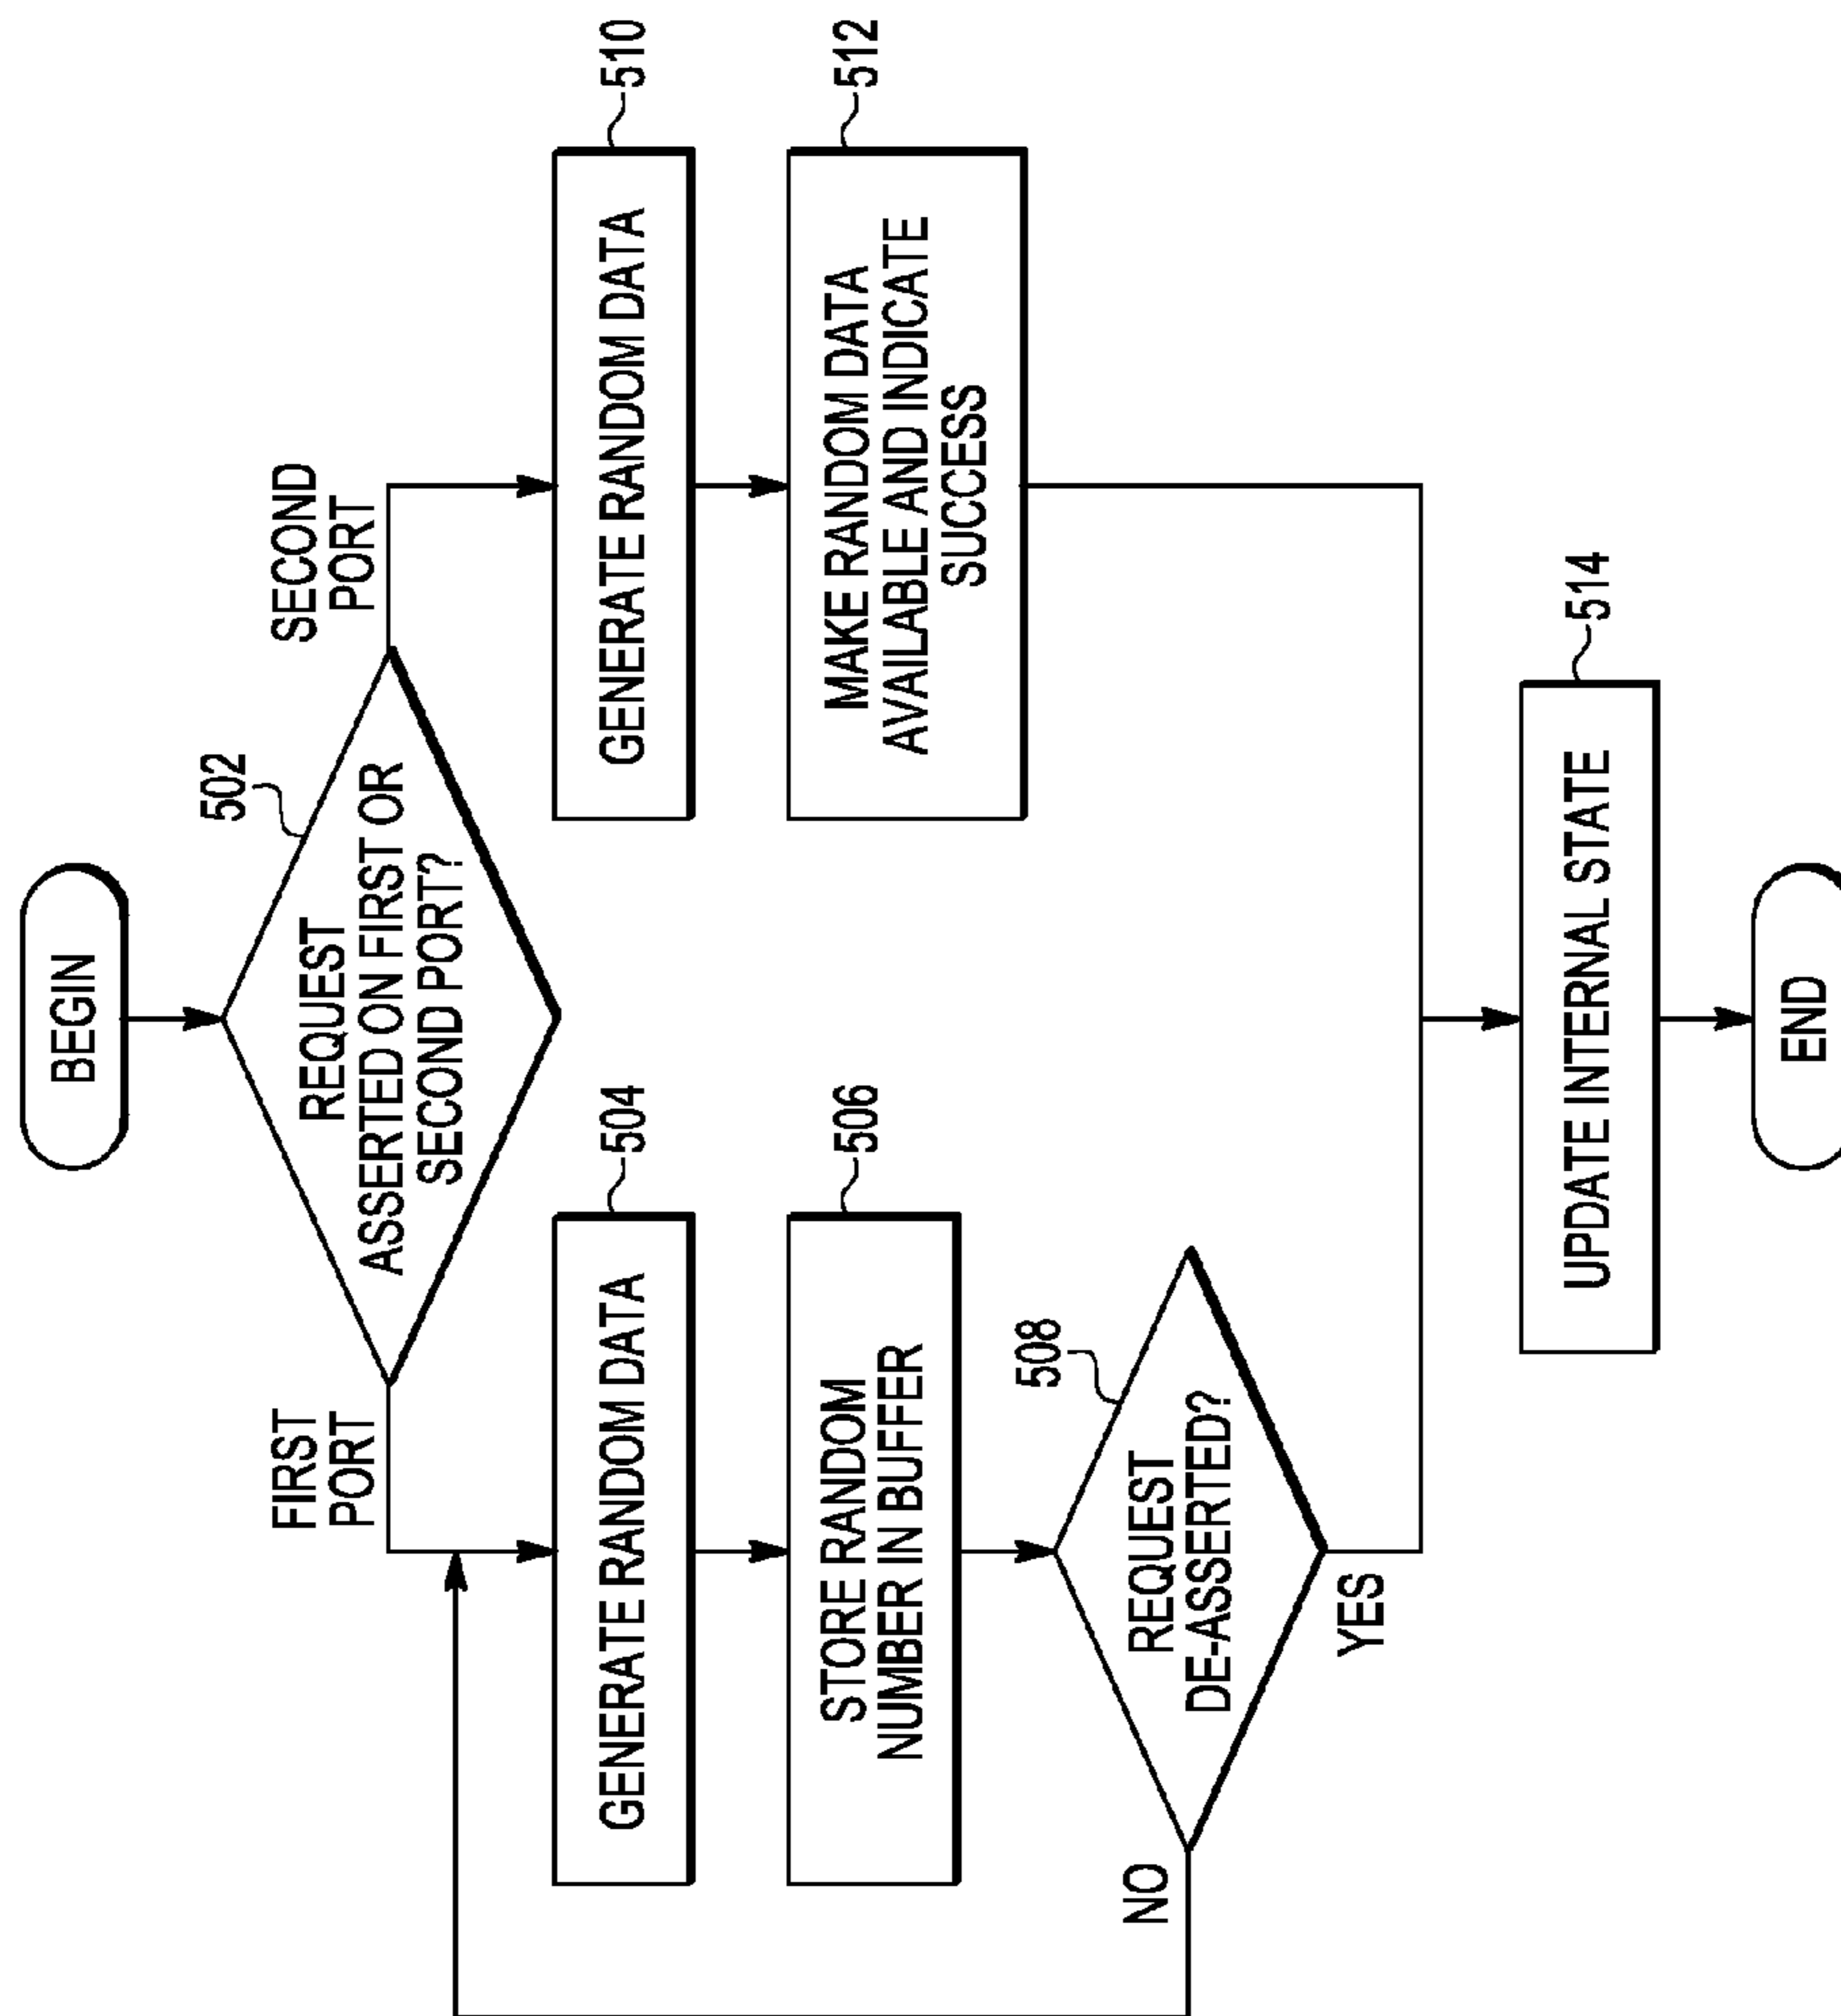 BEGIN
502
REQUEST
ASSERTED ON FIRST OR
SECOND PORT?
FIRST
PORT
SECOND
PORT
504
GENERATE RANDOM DATA
506
STORE RANDOM
NUMBER IN BUFFER
508
REQUEST
DE-ASSERTED?
NO
YES
510
GENERATE RANDOM DATA
512
MAKE RANDOM DATA
AVAILABLE AND INDICATE
SUCCESS
514
UPDATE INTERNAL STATE
END